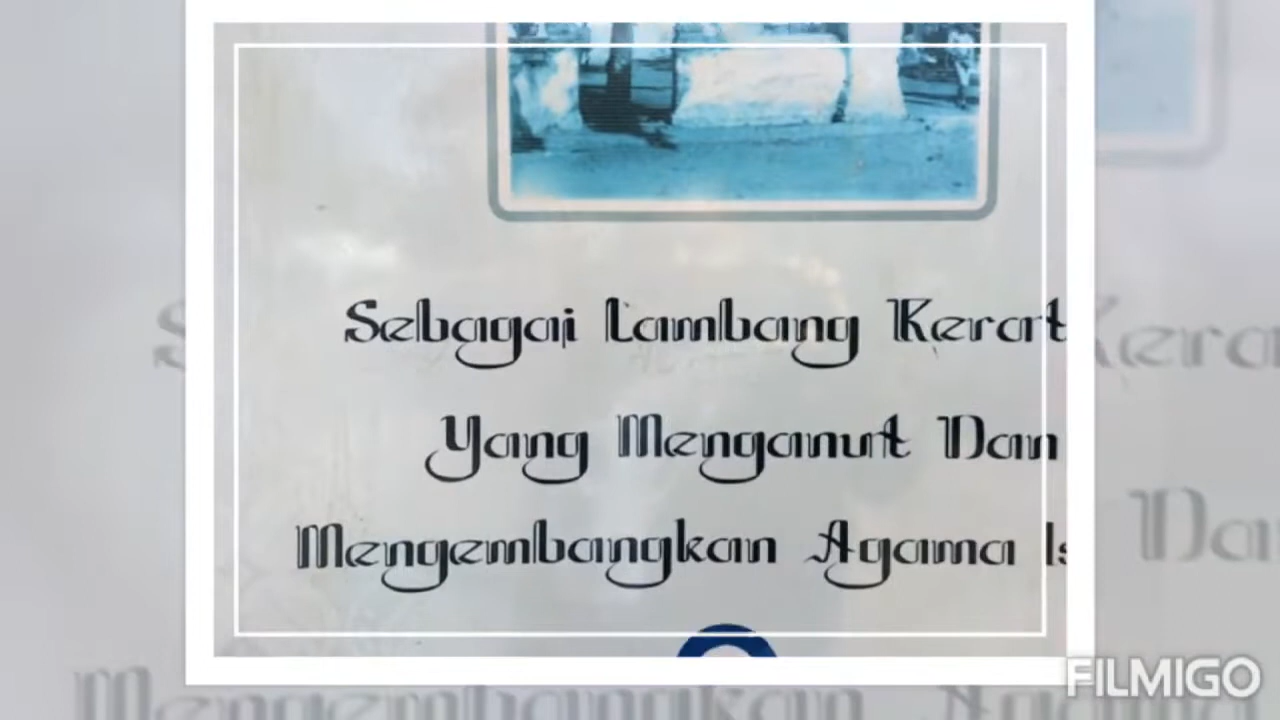 Sebagai Lambang Kerat
Yang Menganut Dan
Mengembangkan Agama Is
FILMIGO